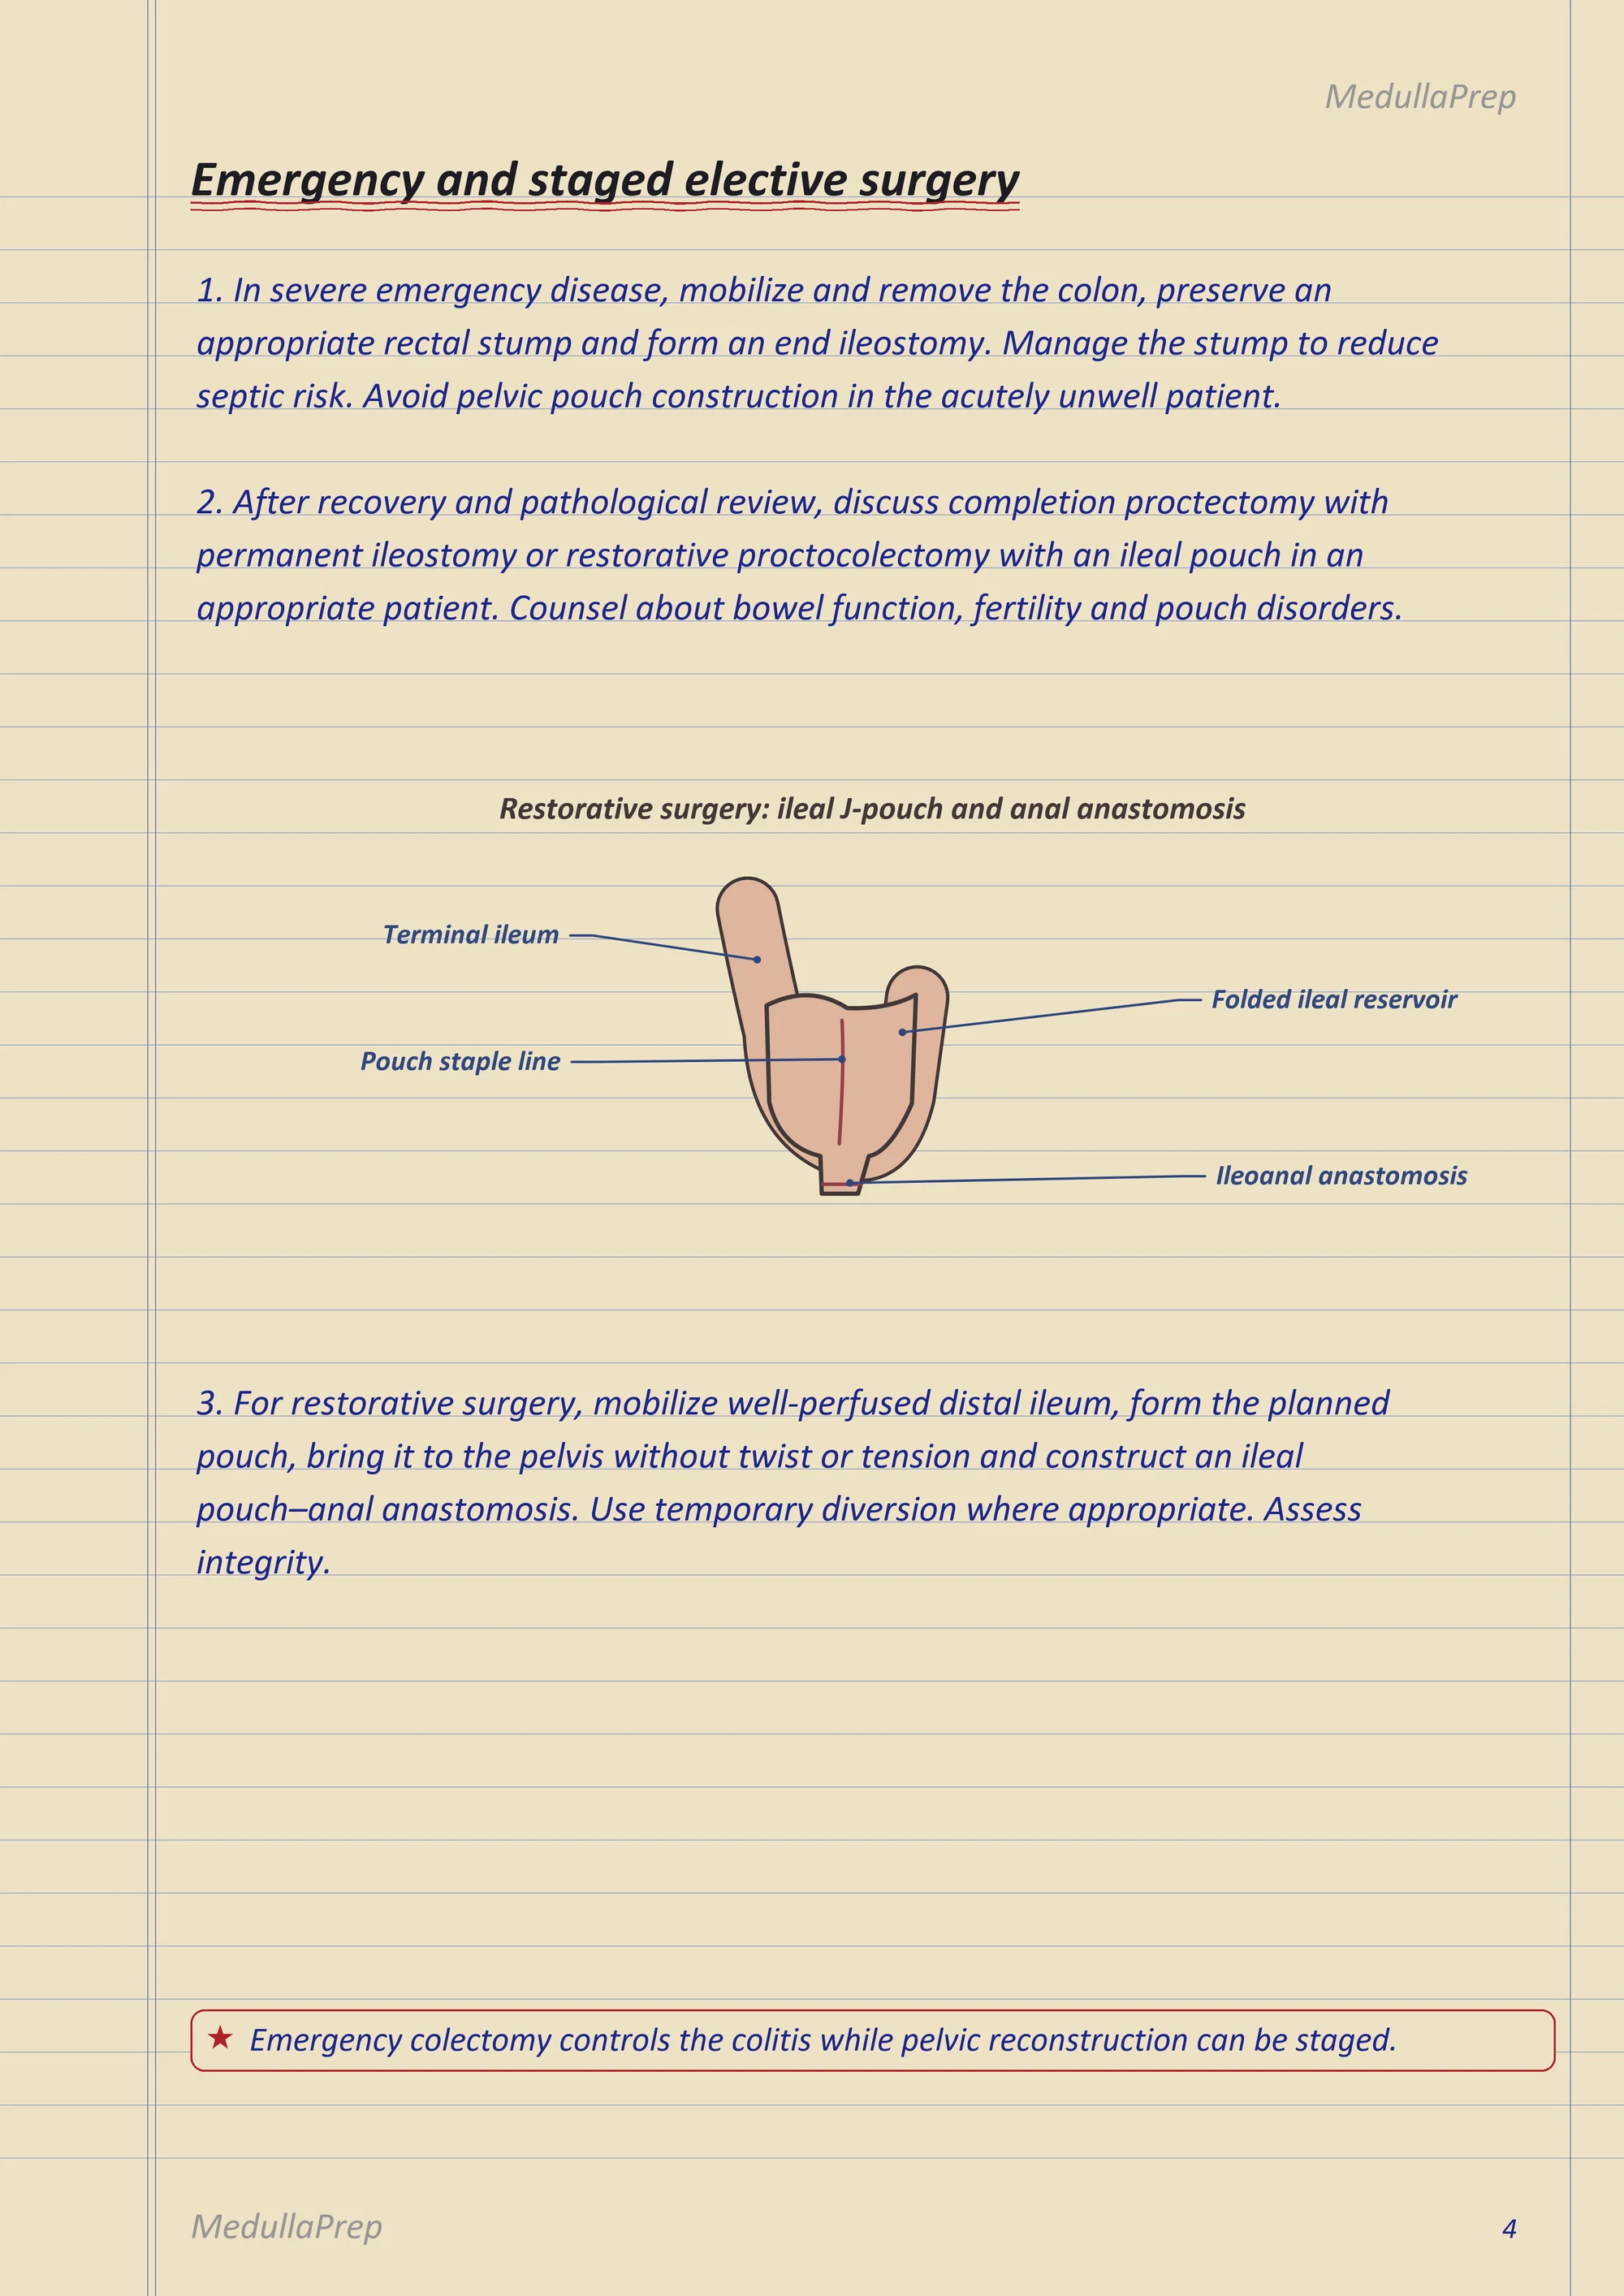 MedullaPrep
Emergency and staged elective surgery
1. In severe emergency disease, mobilize and remove the colon, preserve an
appropriate rectal stump and form an end ileostomy. Manage the stump to reduce
septic risk. Avoid pelvic pouch construction in the acutely unwell patient.
2. After recovery and pathological review, discuss completion proctectomy with
permanent ileostomy or restorative proctocolectomy with an ileal pouch in an
appropriate patient. Counsel about bowel function, fertility and pouch disorders.
Restorative surgery: ileal J-pouch and anal anastomosis
Terminal ileum
Folded ileal reservoir
Pouch staple line
Ileoanal anastomosis
3. For restorative surgery, mobilize well-perfused distal ileum, form the planned
pouch, bring it to the pelvis without twist or tension and construct an ileal
pouch–anal anastomosis. Use temporary diversion where appropriate. Assess
integrity.
★ Emergency colectomy controls the colitis while pelvic reconstruction can be staged.
MedullaPrep
4